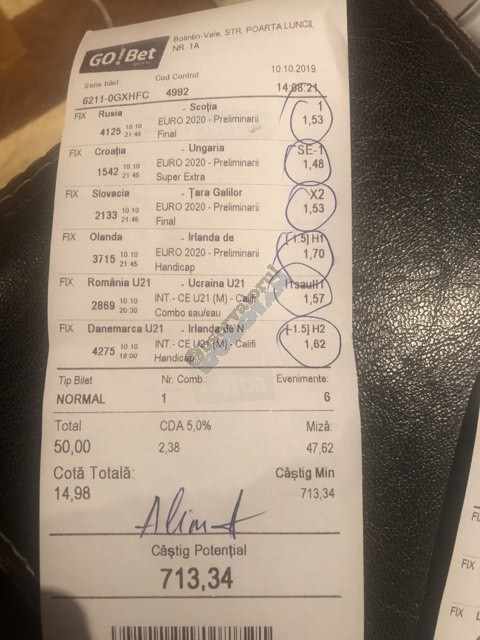 GO!Bet
Bolintin-Vale, STR. POARTA LUNCII,
NR. 1A
Serie bilet Cod Control 10.10.2019
6211-0GXHFC 4992 14:08:21
FIX Rusia - Scoția 1
4125 10.10 21:45 EURO 2020 - Preliminarii 1,53
Final
FIX Croația - Ungaria SE-1
1542 10.10 21:45 EURO 2020 - Preliminarii 1,48
Super Extra
FIX Slovacia - Țara Galilor X2
2133 10.10 21:45 EURO 2020 - Preliminarii 1,53
Final
FIX Olanda - Irlanda de [-1.5] H1
3715 10.10 21:45 EURO 2020 - Preliminarii 1,70
Handicap
FIX România U21 - Ucraina U21
2869 10.10 20:30 INT. - CE U21 (M) - Califi 1,57
Combo sau/sau
FIX Danemarca U21 - Irlanda de N [-1.5] H2
4275 10.10 18:00 INT. - CE U21 (M) - Califi 1,62
Handicap
Tip Bilet Nr. Comb. Evenimente:
NORMAL 1 6
Total CDA 5,0% Miză:
50,00 2,38 47,62
Cotă Totală: Câștig Min
14,98 713,34
Câștig Potențial
713,34
FIX
FIX
FIX